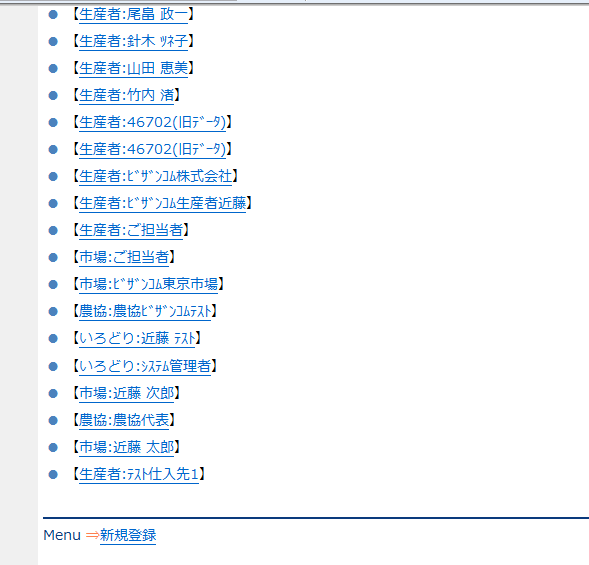 【生産者:尾畠 政一】
【生産者:針木 ﾂﾈ子】
【生産者:山田 恵美】
【生産者:竹内 渚】
【生産者:46702(旧ﾃﾞｰﾀ)】
【生産者:46702(旧ﾃﾞｰﾀ)】
【生産者:ﾋﾞｻﾞﾝｺﾑ株式会社】
【生産者:ﾋﾞｻﾞﾝｺﾑ生産者近藤】
【生産者:ご担当者】
【市場:ご担当者】
【市場:ﾋﾞｻﾞﾝｺﾑ東京市場】
【農協:農協ﾋﾞｻﾞﾝｺﾑﾃｽﾄ】
【いろどり:近藤 ﾃｽﾄ】
【いろどり:ｼｽﾃﾑ管理者】
【市場:近藤 次郎】
【農協:農協代表】
【市場:近藤 太郎】
【生産者:ﾃｽﾄ仕入先1】
Menu ⇒新規登録